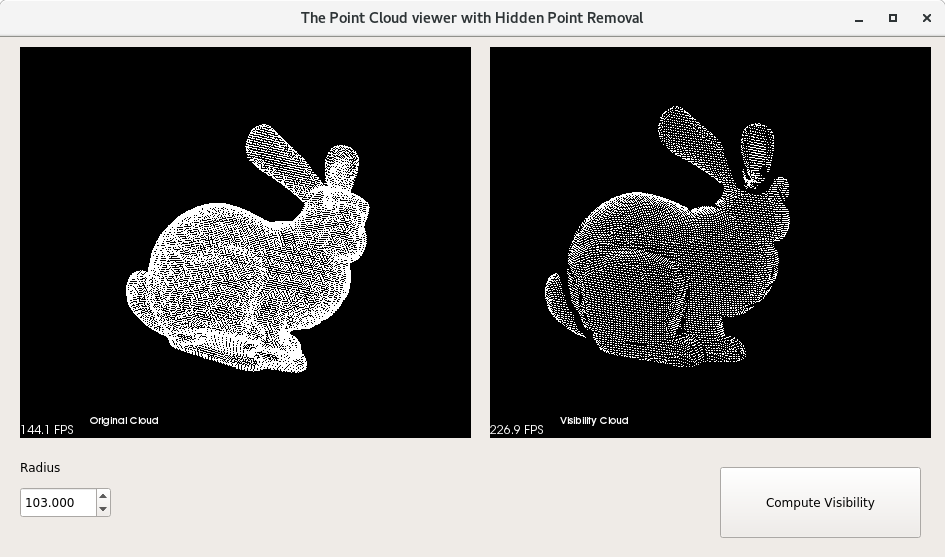 The Point Cloud viewer with Hidden Point Removal
Original Cloud
144.1 FPS
Visibility Cloud
226.9 FPS
Radius
103.000
Compute Visibility